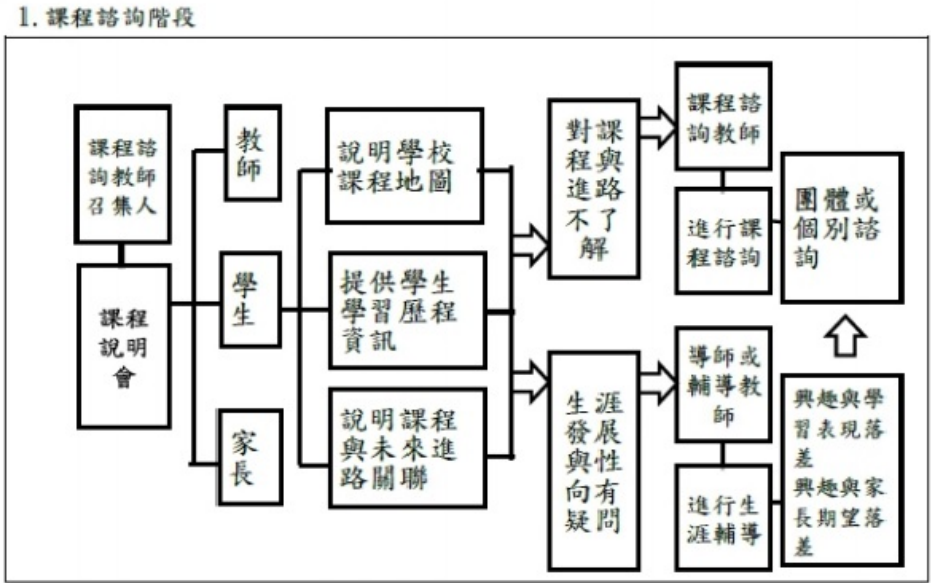 1. 課程諮詢階段
課程諮
詢教師
召集人
課程
說明
會
教
師
學
生
家
長
說明學校
課程地圖
提供學生
學習歷程
資訊
說明課程
與未來進
路關聯
對課
程與
進路
不了
解
生涯
發展
與性
向有
疑問
課程諮
詢教師
進行課
程諮詢
團體或
個別諮
詢
導師或
輔導教
師
進行生
涯輔導
興趣與學
習表現落
差
興趣與家
長期望落
差